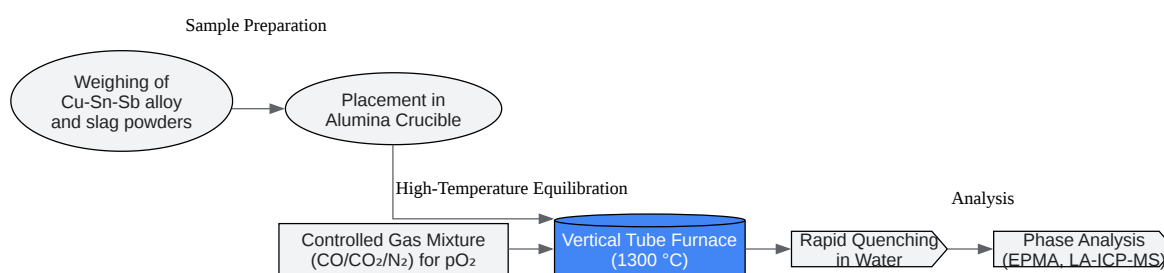 Sample Preparation
Weighing of
Cu-Sn-Sb alloy
and slag powders
Placement in
Alumina Crucible
High-Temperature Equilibration
Controlled Gas Mixture
(CO/CO₂/N₂) for pO₂
Vertical Tube Furnace
(1300 °C)
Rapid Quenching
in Water
Analysis
Phase Analysis
(EPMA, LA-ICP-MS)